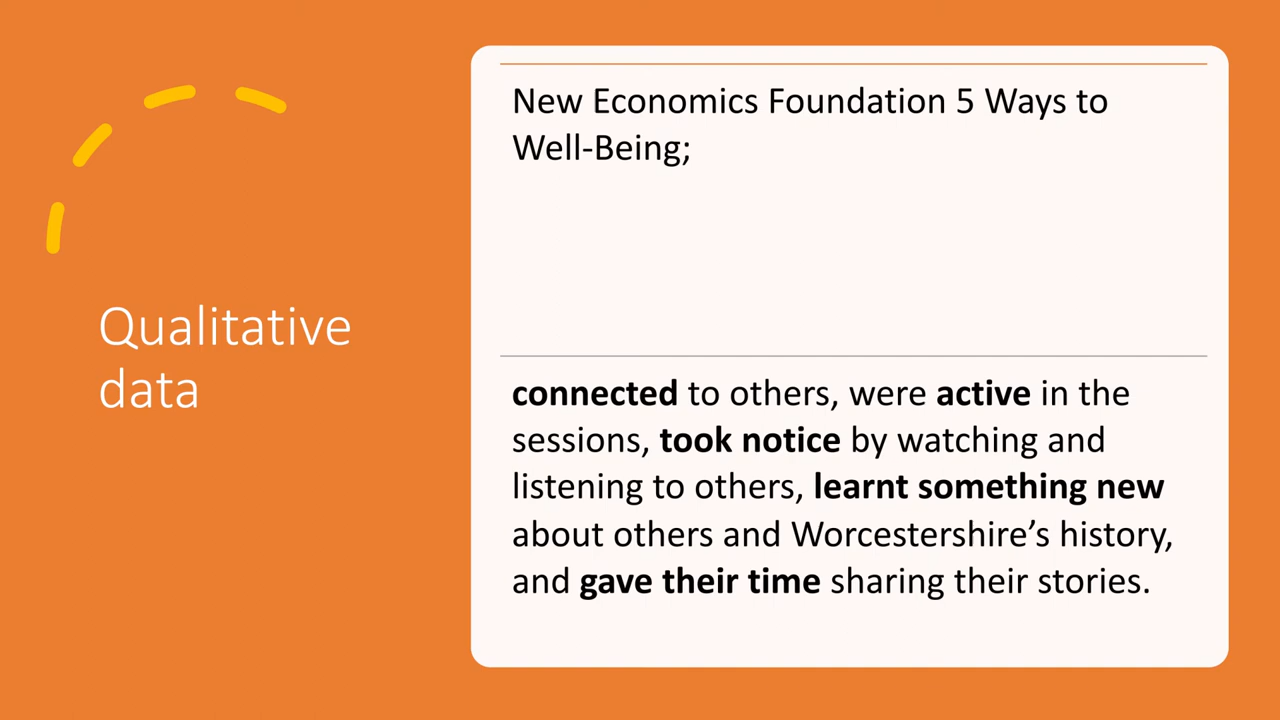 Qualitative
data
New Economics Foundation 5 Ways to
Well-Being;
connected to others, were active in the
sessions, took notice by watching and
listening to others, learnt something new
about others and Worcestershire’s history,
and gave their time sharing their stories.